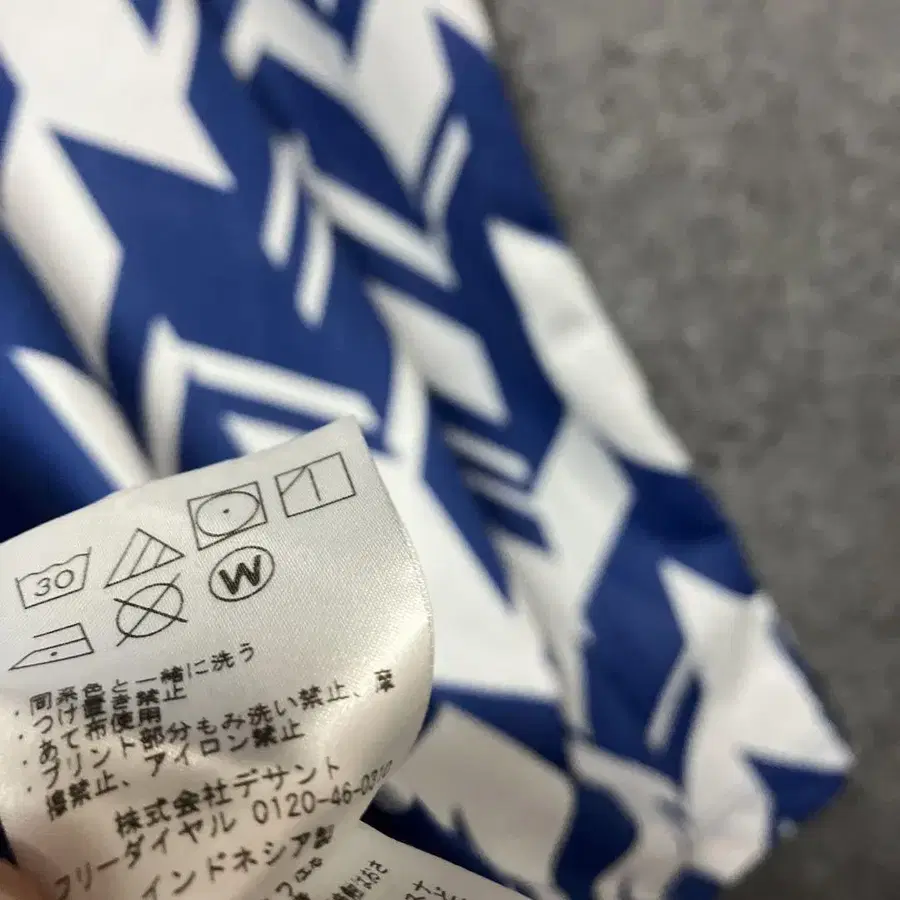 30
W
・同系色と一緒に洗う
・つけ置き禁止
・あて布使用
・プリント部分もみ洗い禁止、摩
擦禁止、アイロン禁止
株式会社デサント
フリーダイヤル 0120-46-0310
インドネシア製